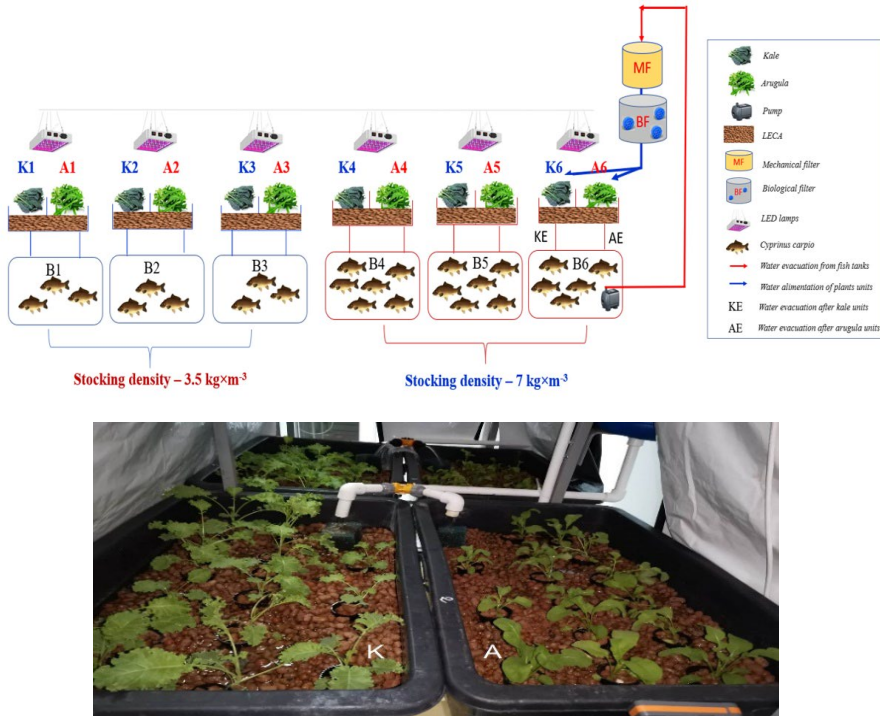 MF
BF
K1 A1 K2 A2 K3 A3 K4 A4 K5 A5 K6 A6
KE AE
B1 B2 B3 B4 B5 B6
Stocking density – 3.5 kg×m-3
Stocking density – 7 kg×m-3
Kale
Arugula
Pump
LECA
MF Mechanical filter
BF Biological filter
LED lamps
Cyprinus carpio
Water evacuation from fish tanks
Water alimentation of plants units
KE Water evacuation after kale units
AE Water evacuation after arugula units
K A